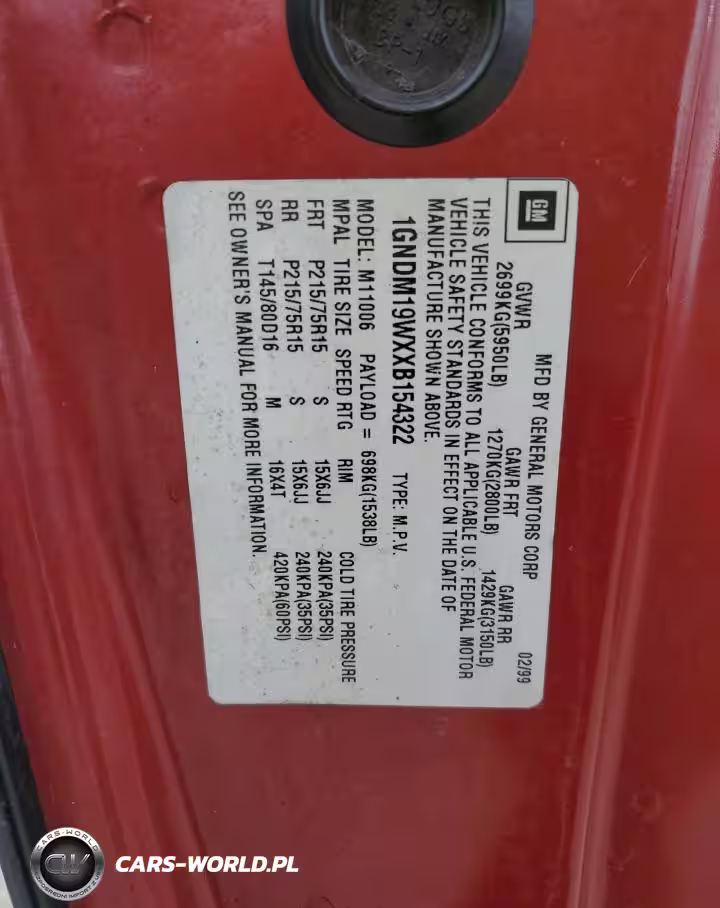 GM
MFD BY GENERAL MOTORS CORP 02/99
GVWR GAWR FRT GAWR RR
2699KG(5950LB) 1270KG(2800LB) 1429KG(3150LB)
THIS VEHICLE CONFORMS TO ALL APPLICABLE U.S. FEDERAL MOTOR
VEHICLE SAFETY STANDARDS IN EFFECT ON THE DATE OF
MANUFACTURE SHOWN ABOVE.
1GNDM19WXXB154322 TYPE: M.P.V.
MODEL: M11006 PAYLOAD = 698KG(1538LB)
MPAL TIRE SIZE SPEED RTG RIM COLD TIRE PRESSURE
FRT P215/75R15 S 15X6JJ 240KPA(35PSI)
RR P215/75R15 S 15X6JJ 240KPA(35PSI)
SPA T145/80D16 M 16X4T 420KPA(60PSI)
SEE OWNER'S MANUAL FOR MORE INFORMATION.
CARS-WORLD
CW
CARS-WORLD.PL